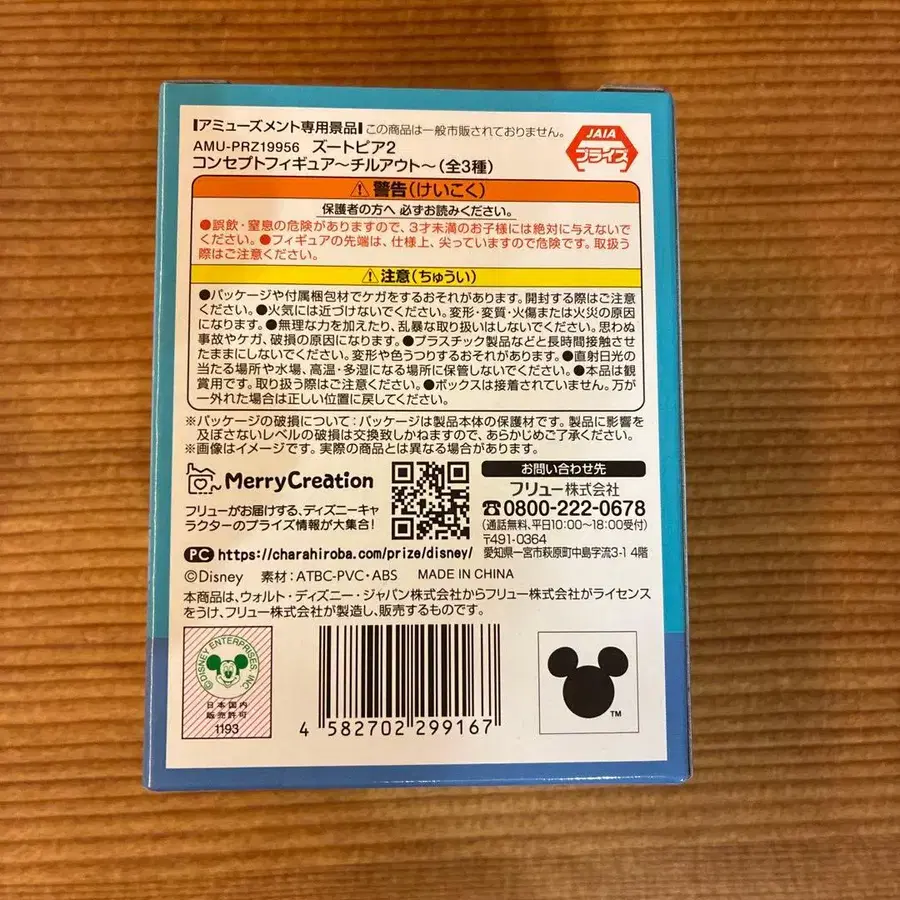 アミューズメント専用景品 この商品は一般市販されておりません。
AMU-PRZ19956 ズートピア2
コンセプトフィギュア〜チルアウト〜(全3種)
JAIA
プライズ
⚠警告(けいこく)
保護者の方へ 必ずお読みください。
●誤飲・窒息の危険がありますので、3才未満のお子様には絶対に与えないで
ください。●フィギュアの先端は、仕様上、尖っていますので危険です。取扱う
際はご注意ください。
⚠注意(ちゅうい)
●パッケージや付属梱包材でケガをするおそれがあります。開封する際はご注意
ください。●火気には近づけないでください。変形・変質・火傷または火災の原因
になります。●無理な力を加えたり、乱暴な取り扱いはしないでください。思わぬ
事故やケガ、破損の原因になります。●プラスチック製品などと長時間接触させ
たままにしないでください。変形や色うつりするおそれがあります。●直射日光の
当たる場所や水場、高温・多湿になる場所に保管しないでください。●本品は観
賞用です。取り扱う際はご注意ください。●ボックスは接着されていません。万が
一外れた場合は正しい位置に戻してください。
※パッケージの破損について:パッケージは製品本体の保護材です。製品に影響を
及ぼさないレベルの破損は交換致しかねますので、あらかじめご了承ください。
※画像はイメージです。実際の商品とは異なる場合があります。
MerryCreation
フリューがお届けする、ディズニーキャ
ラクターのプライズ情報が大集合!
PC https://charahiroba.com/prize/disney/
お問い合わせ先
フリュー株式会社
☎0800-222-0678
(通話無料、平日10:00〜18:00受付)
〒491-0364
愛知県一宮市萩原町中島字流3-1 4階
©Disney 素材:ATBC-PVC・ABS MADE IN CHINA
本商品は、ウォルト・ディズニー・ジャパン株式会社からフリュー株式会社がライセンス
をうけ、フリュー株式会社が製造し、販売するものです。
©DISNEY ENTERPRISES, INC.
日本国内
販売許可
1193
4 582702 299167
TM